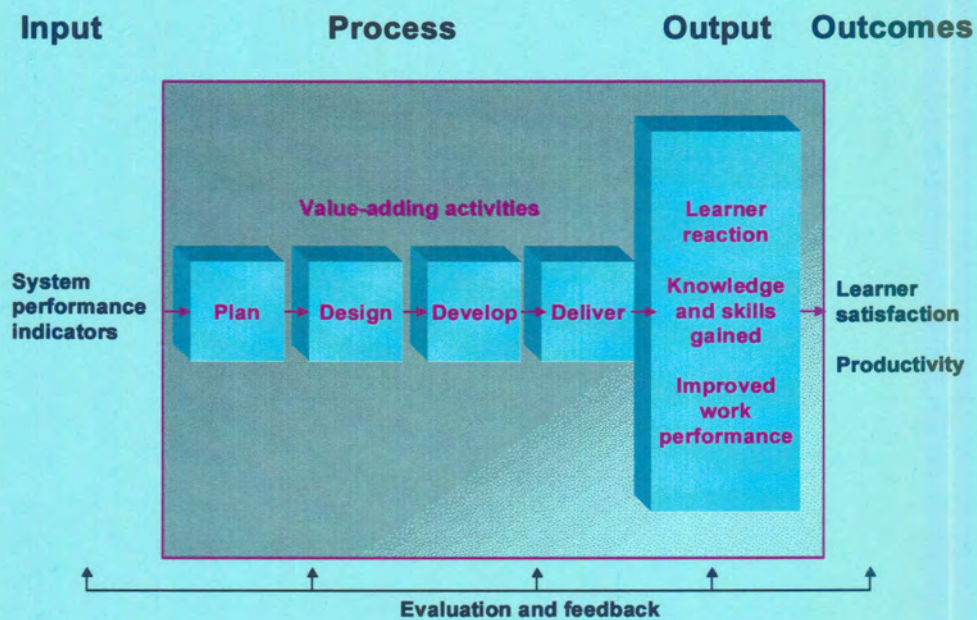 Input Process Output Outcomes
Value-adding activities
System
performance
indicators
Plan
Design
Develop
Deliver
Learner
reaction
Knowledge
and skills
gained
Improved
work
performance
Learner
satisfaction
Productivity
Evaluation and feedback